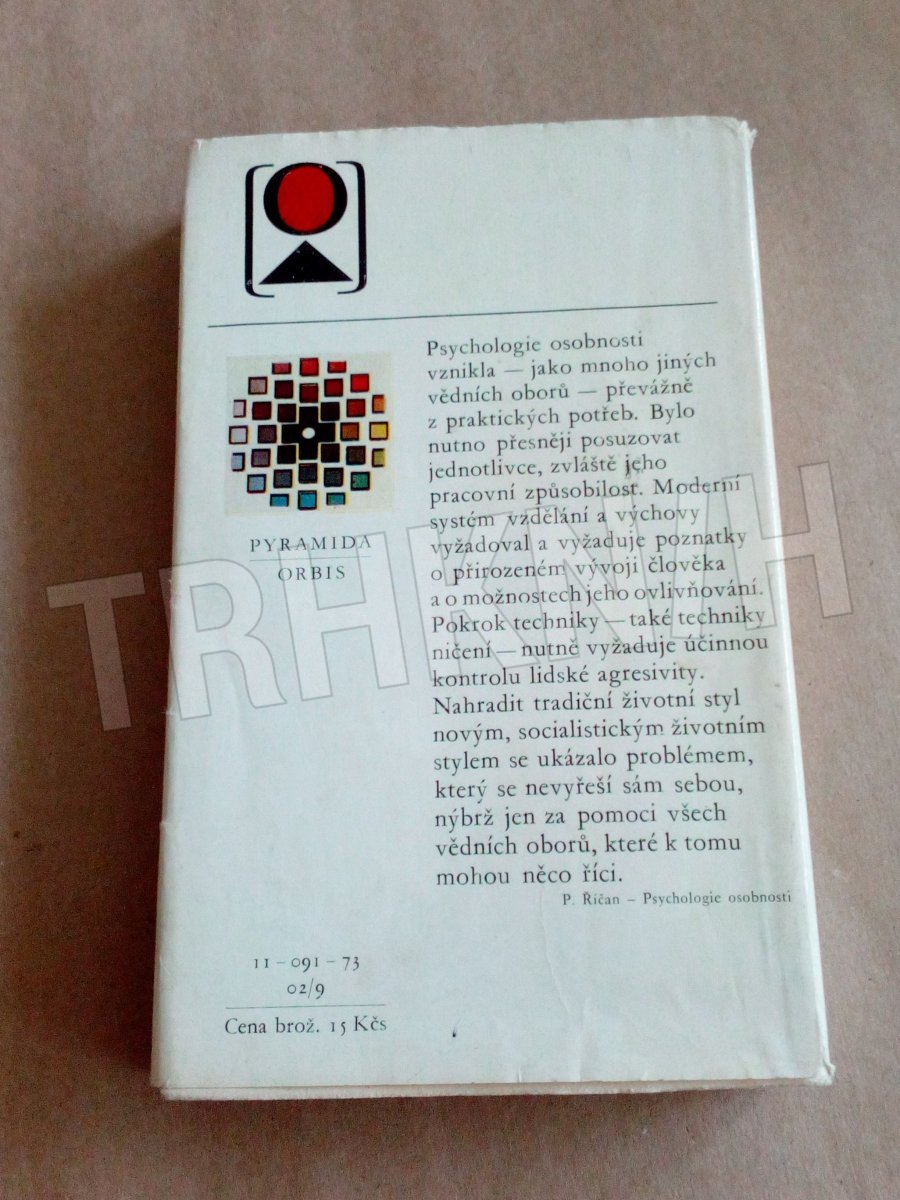 Psychologie osobnosti
vznikla — jako mnoho jiných
vědních oborů — převážně
z praktických potřeb. Bylo
nutno přesněji posuzovat
jednotlivce, zvláště jeho
pracovní způsobilost. Moderní
systém vzdělání a výchovy
vyžadoval a vyžaduje poznatky
o přirozeném vývoji člověka
a o možnostech jeho ovlivňování.
Pokrok techniky — také techniky
ničení — nutně vyžaduje účinnou
kontrolu lidské agresivity.
Nahradit tradiční životní styl
novým, socialistickým životním
stylem se ukázalo problémem,
který se nevyřeší sám sebou,
nýbrž jen za pomoci všech
vědních oborů, které k tomu
mohou něco říci.
P. Říčan – Psychologie osobnosti
PYRAMIDA
ORBIS
11 – 091 – 73
02/9
Cena brož. 15 Kčs
TRHKNIH